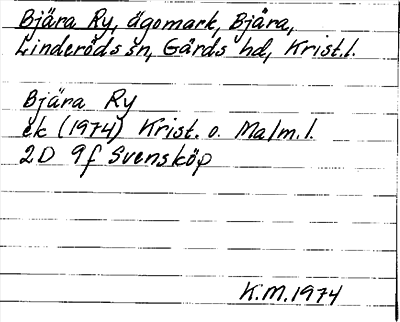 Bjära Ry, ägomark, Bjära,
Linderöds sn, Gärds hd, Krist.l.
Bjära Ry
ek (1974) Krist. o. Malm.l.
2D 9f Svensköp
K.M.1974